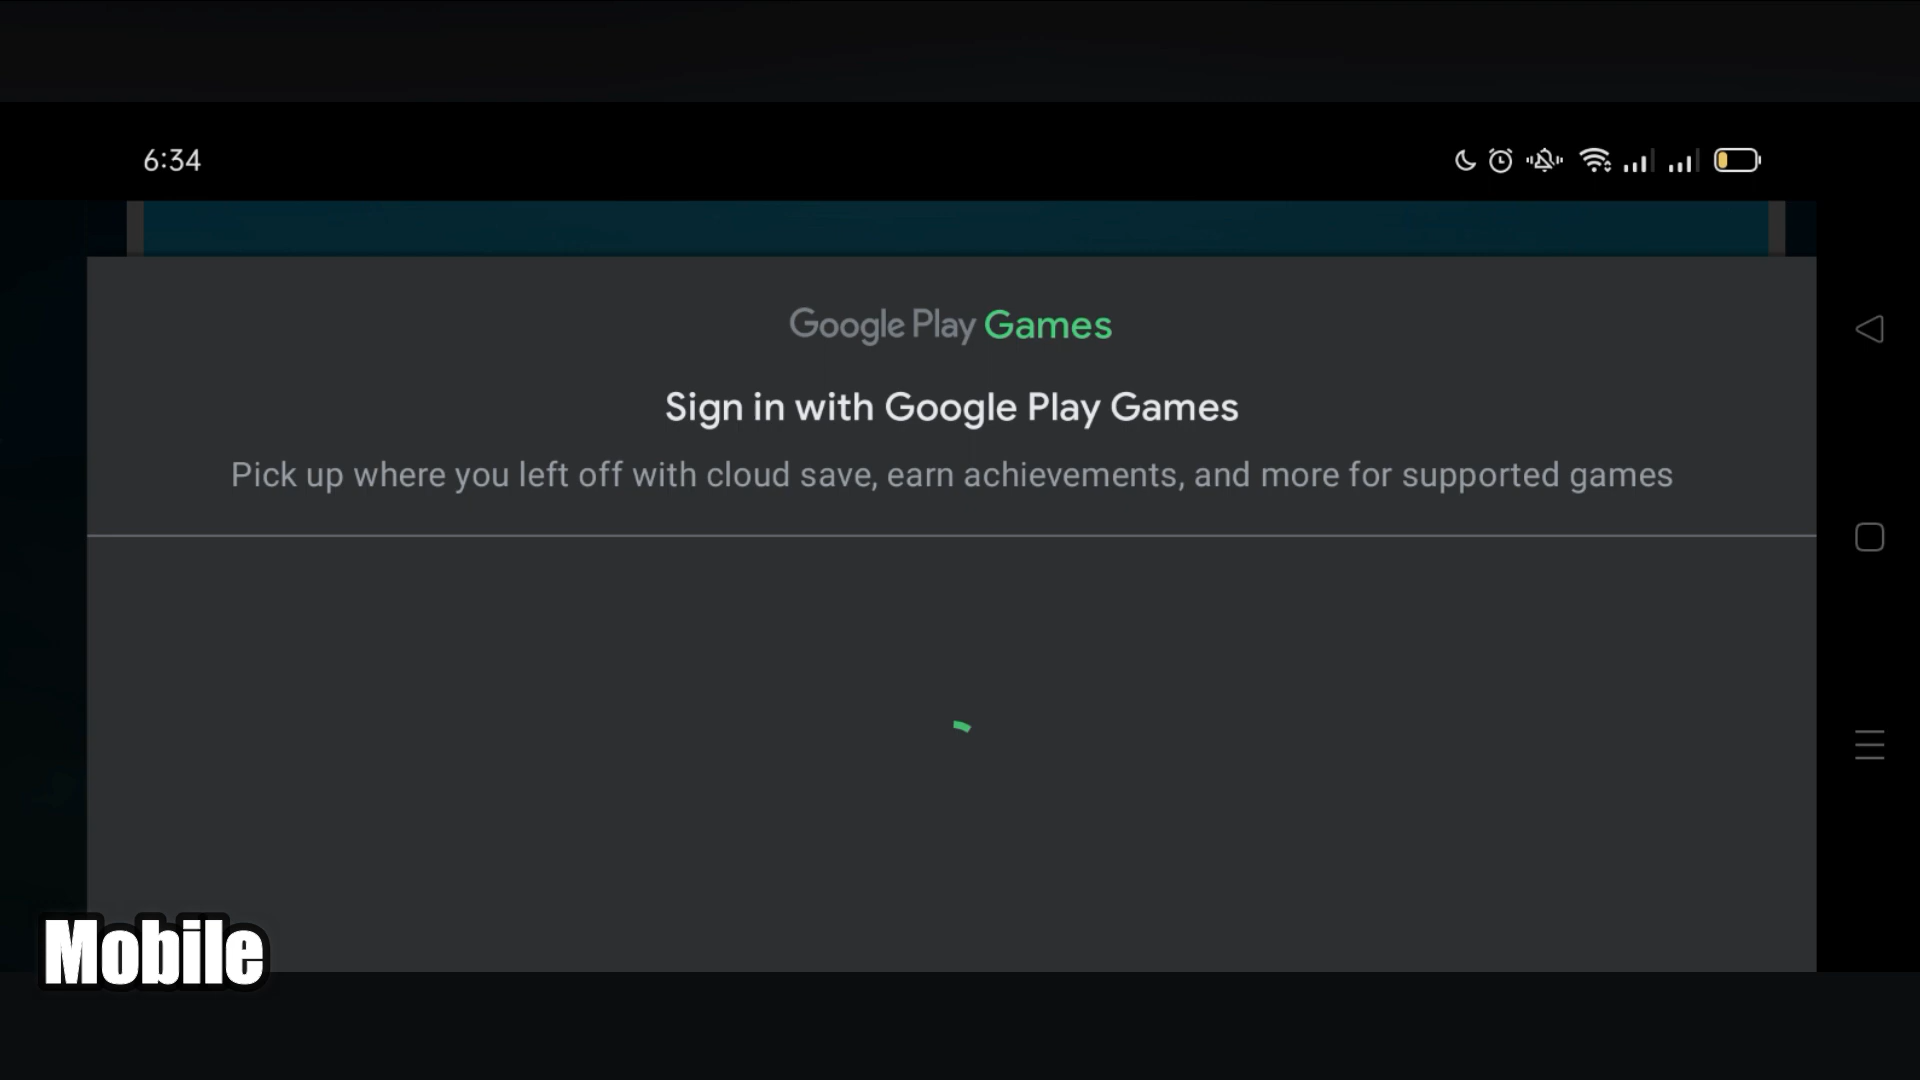 6:34
Google Play Games
Sign in with Google Play Games
Pick up where you left off with cloud save, earn achievements, and more for supported games
Mobile